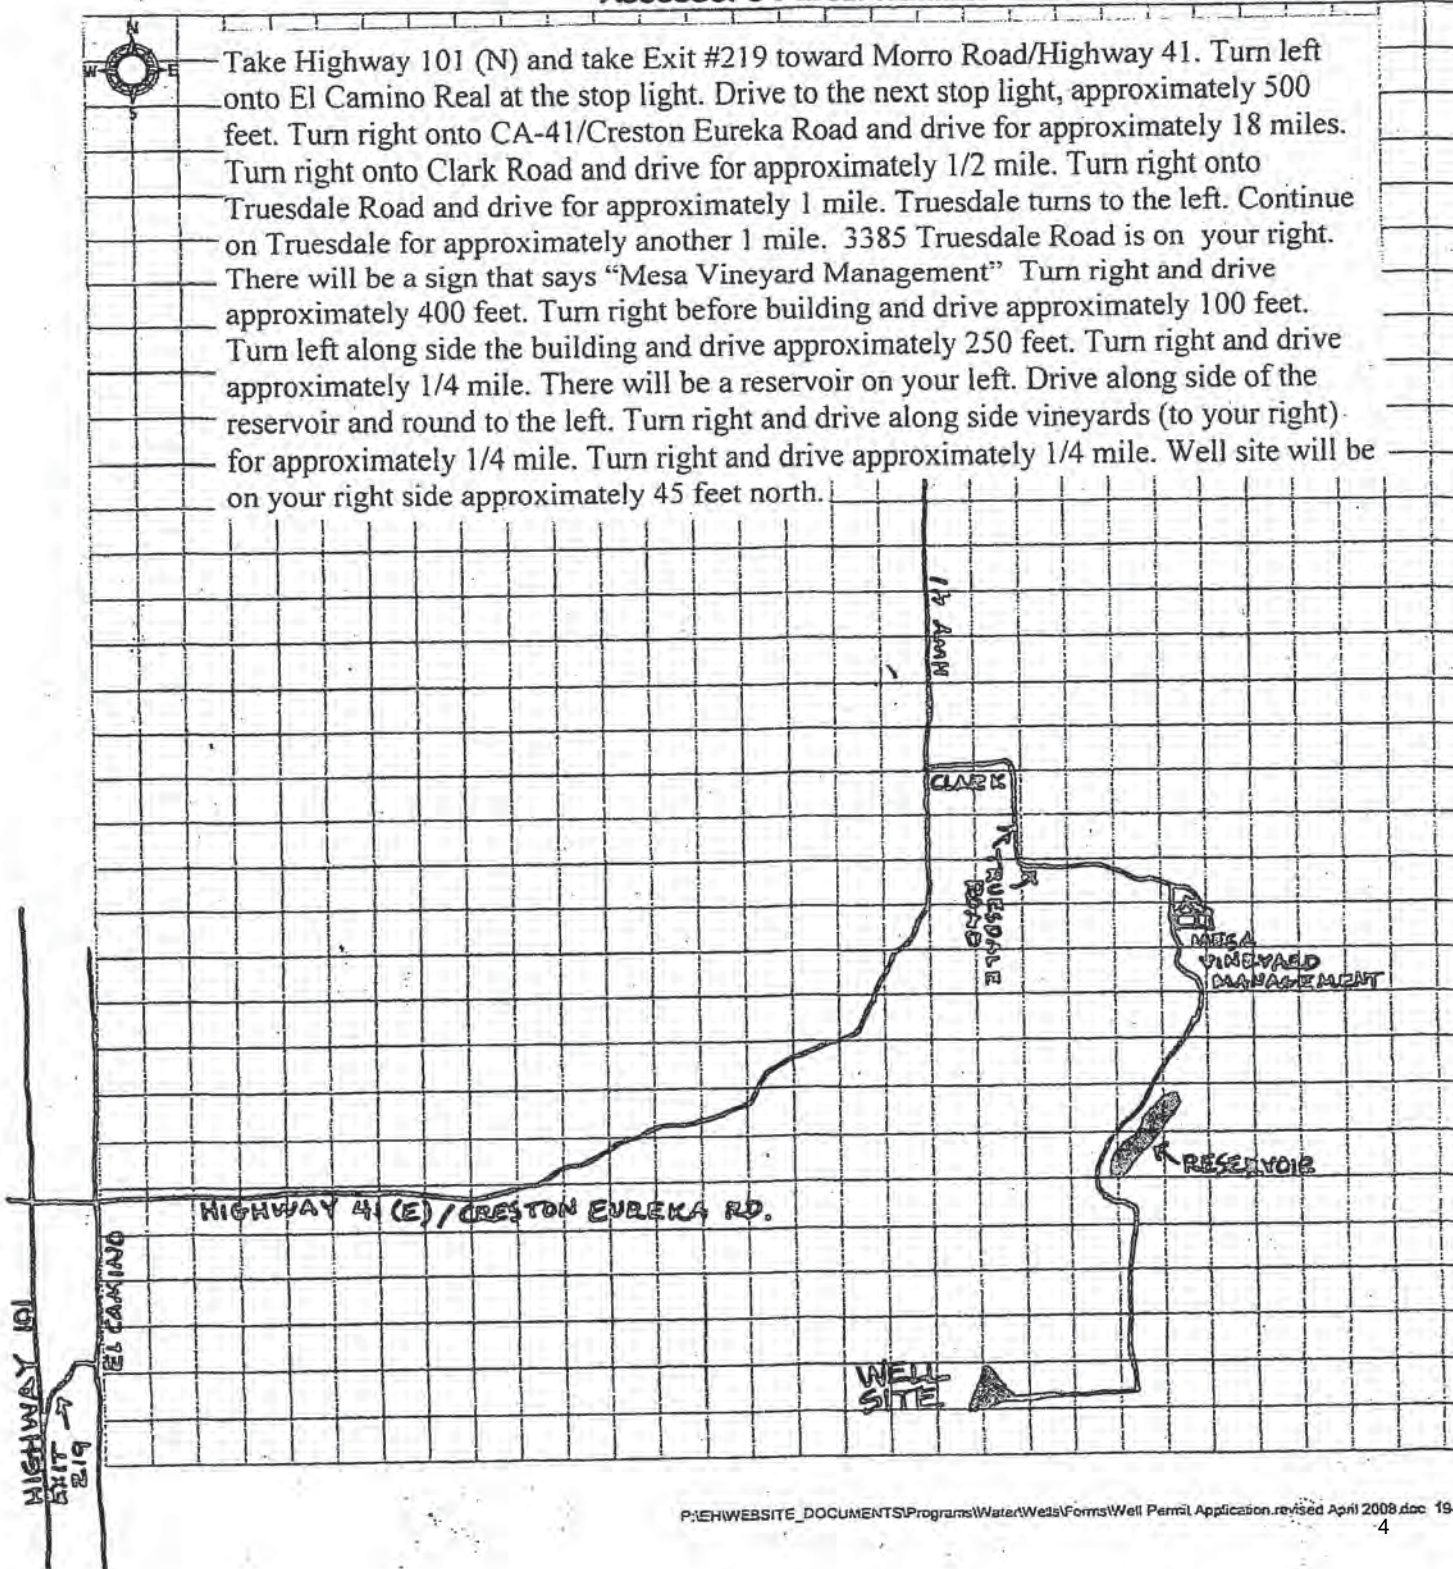 N
W E
S
Take Highway 101 (N) and take Exit #219 toward Morro Road/Highway 41. Turn left
onto El Camino Real at the stop light. Drive to the next stop light, approximately 500
feet. Turn right onto CA-41/Creston Eureka Road and drive for approximately 18 miles.
Turn right onto Clark Road and drive for approximately 1/2 mile. Turn right onto
Truesdale Road and drive for approximately 1 mile. Truesdale turns to the left. Continue
on Truesdale for approximately another 1 mile. 3385 Truesdale Road is on your right.
There will be a sign that says “Mesa Vineyard Management” Turn right and drive
approximately 400 feet. Turn right before building and drive approximately 100 feet.
Turn left along side the building and drive approximately 250 feet. Turn right and drive
approximately 1/4 mile. There will be a reservoir on your left. Drive along side of the
reservoir and round to the left. Turn right and drive along side vineyards (to your right)
for approximately 1/4 mile. Turn right and drive approximately 1/4 mile. Well site will be
on your right side approximately 45 feet north.
HWY 41
CLARK
TRUESDALE
ROAD
MESA
VINEYARD
MANAGEMENT
RESERVOIR
HIGHWAY 41 (E)/CRESTON EUREKA RD.
EL CAMINO
HIGHWAY 101
EXIT
219
WELL
SITE
P:\EH\WEBSITE_DOCUMENTS\Programs\Water\Wells\Forms\Well Permit Application.revised April 2008.doc 19
4